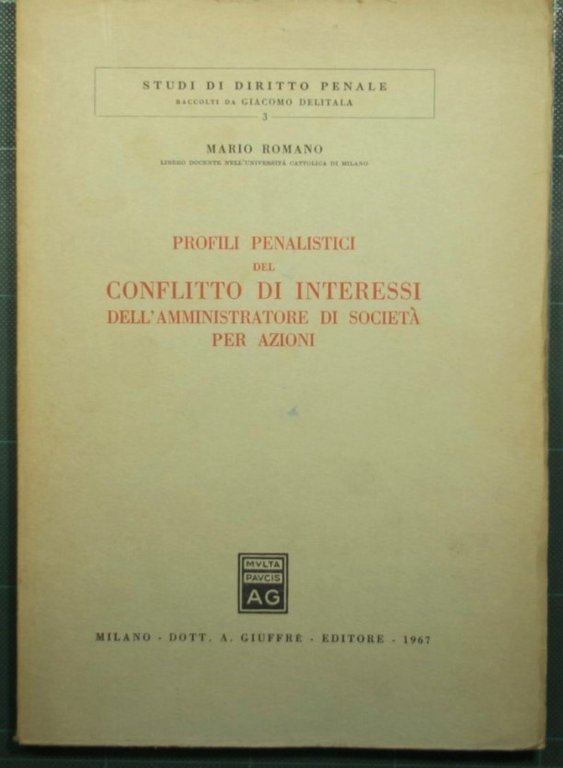 STUDI DI DIRITTO PENALE
RACCOLTI DA GIACOMO DELITALA
3
MARIO ROMANO
LIBERO DOCENTE NELL'UNIVERSITÀ CATTOLICA DI MILANO
PROFILI PENALISTICI
DEL
CONFLITTO DI INTERESSI
DELL'AMMINISTRATORE DI SOCIETÀ
PER AZIONI
MVLTA
PAVCIS
AG
MILANO - DOTT. A. GIUFFRÈ - EDITORE - 1967